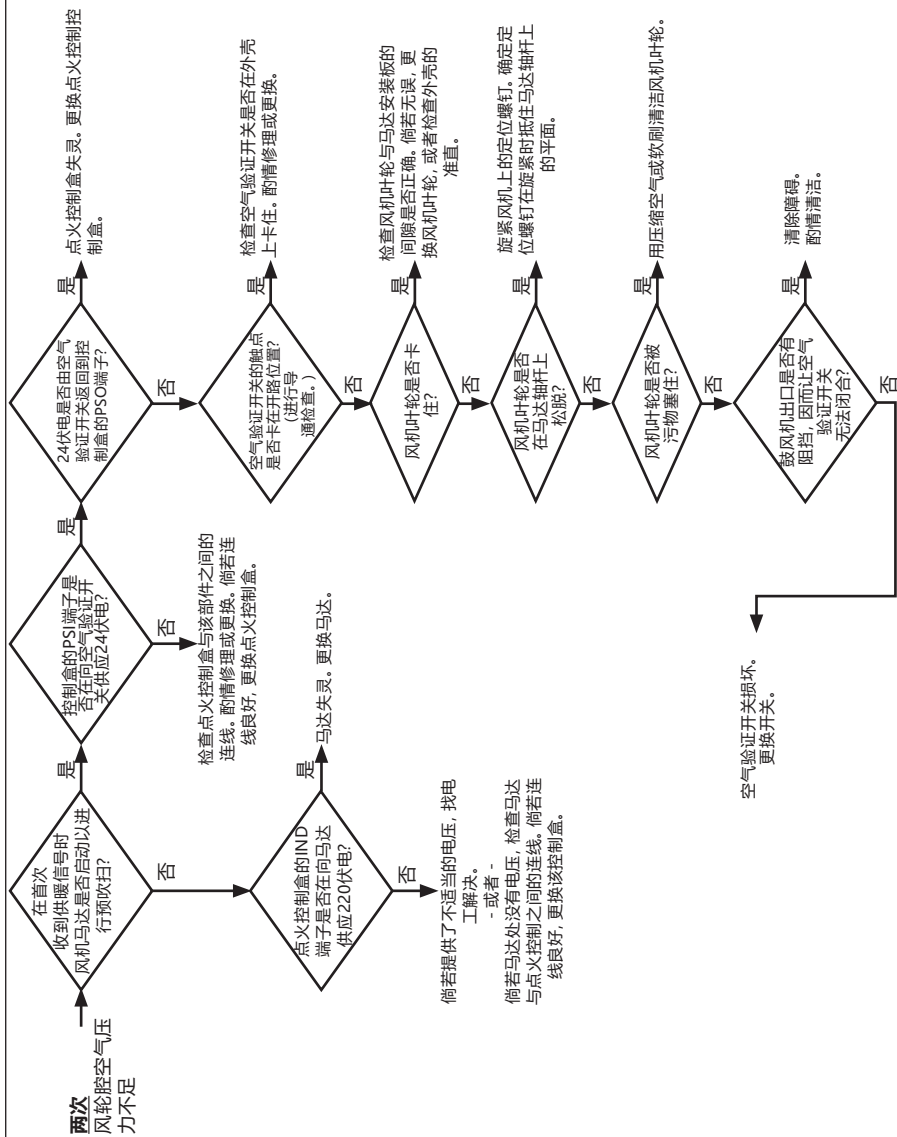 两次
风轮腔空气压
力不足
在首次
收到供暖信号时
风机马达是否启动以进
行预吹扫？
是
否
控制盒的PSI端子是
否在向空气验证开
关供应24伏电？
是
否
24伏电是否由空气
验证开关返回到控
制盒的PSO端子？
是
否
点火控制盒失灵。更换点火控制控
制盒。
检查点火控制盒与该部件之间的
连线。酌情修理或更换。倘若连
线良好，更换点火控制盒。
点火控制盒的IND
端子是否在向马达
供应220伏电？
是
否
马达失灵。更换马达。
倘若提供了不适当的电压，找电
工解决。
- 或者 -
倘若马达处没有电压，检查马达
与点火控制之间的连线。倘若连
线良好，更换该控制盒。
空气验证开关的触点
是否卡在开路位置？
（进行导
通检查。）
是
否
检查空气验证开关是否在外壳
上卡住。酌情修理或更换。
风机叶轮是否卡
住？
是
否
检查风机叶轮与马达安装板的
间隙是否正确。倘若无误，更
换风机叶轮，或者检查外壳的
准直。
风机叶轮是否
在马达轴杆上
松脱？
是
否
旋紧风机上的定位螺钉。确定定
位螺钉在旋紧时抵住马达轴杆上
的平面。
风机叶轮是否被
污物塞住？
是
否
用压缩空气或软刷清洁风机叶轮。
鼓风机出口是否有
阻挡，因而让空气
验证开关
无法闭合？
是
否
清除障碍。
酌情清洁。
空气验证开关损坏。
更换开关。